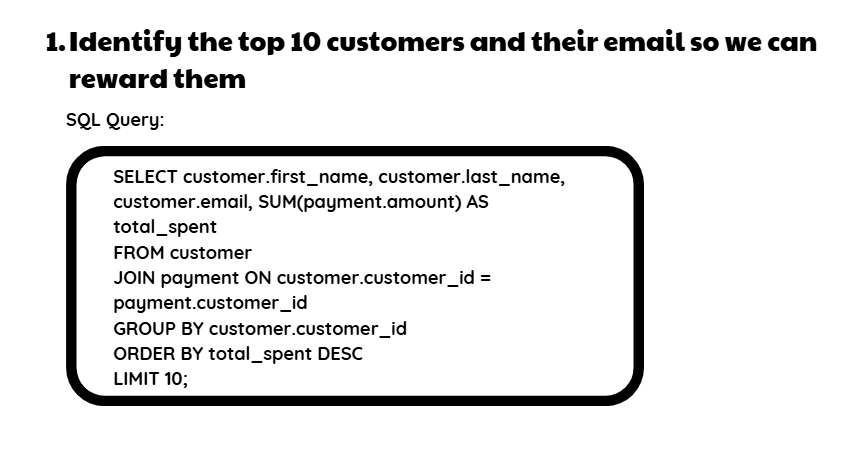 1. Identify the top 10 customers and their email so we can
reward them
SQL Query:
SELECT customer.first_name, customer.last_name,
customer.email, SUM(payment.amount) AS
total_spent
FROM customer
JOIN payment ON customer.customer_id =
payment.customer_id
GROUP BY customer.customer_id
ORDER BY total_spent DESC
LIMIT 10;